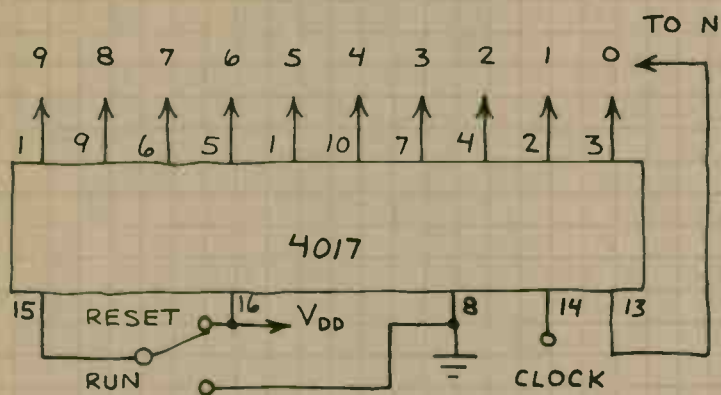 TO N
9 8 7 6 5 4 3 2 1 0
1 9 6 5 1 10 7 4 2 3
4017
15 16 8 14 13
RESET VDD
RUN CLOCK